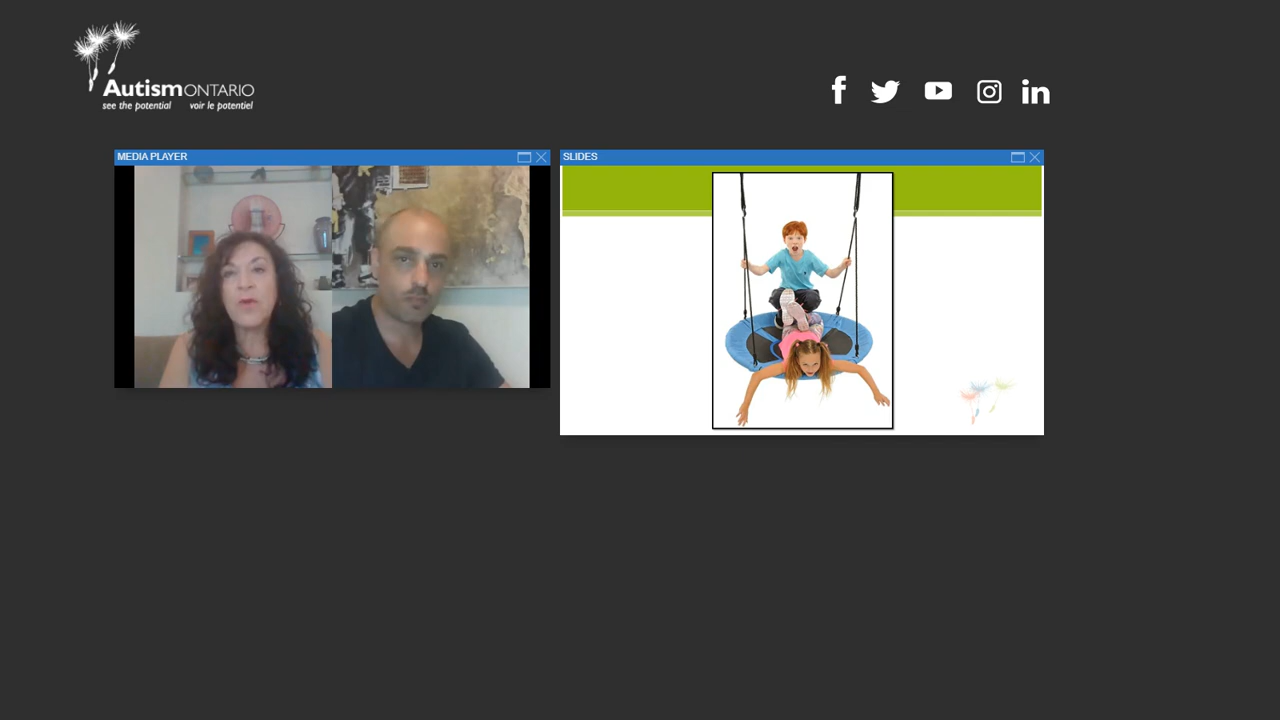 Autism ONTARIO
see the potential voir le potentiel
MEDIA PLAYER
SLIDES